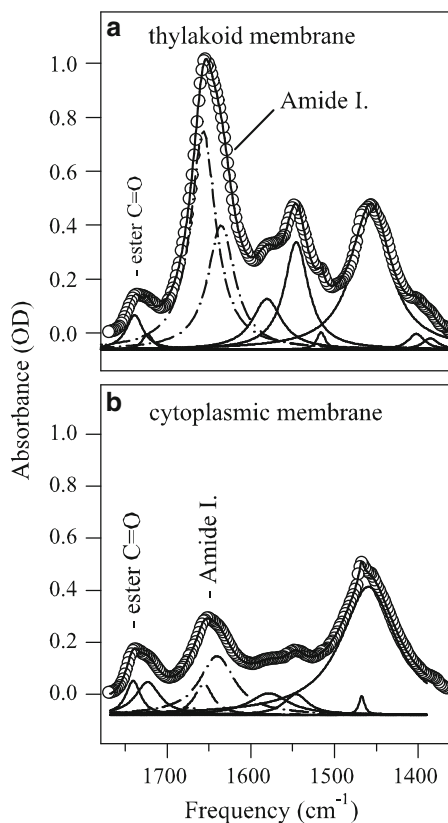 a thylakoid membrane
1.0
Amide I.
0.8
0.6
0.4
- ester C=O
0.2
0.0
Absorbance (OD)
b cytoplasmic membrane
1.0
0.8
- ester C=O
- Amide I.
0.6
0.4
0.2
0.0
1700 1600 1500 1400
Frequency (cm⁻¹)